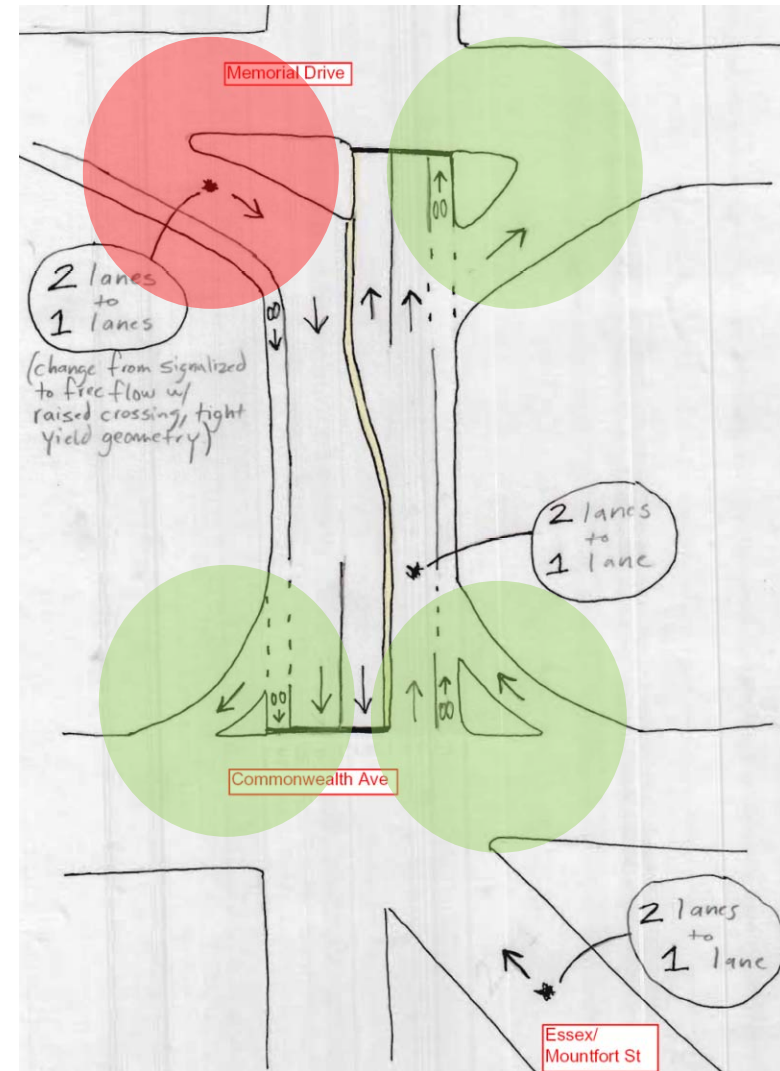 Memorial Drive
2 lanes
to
1 lanes
(change from signalized
to free flow w/
raised crossing, tight
yield geometry)
2 lanes
to
1 lane
Commonwealth Ave
2 lanes
to
1 lane
Essex/
Mountfort St